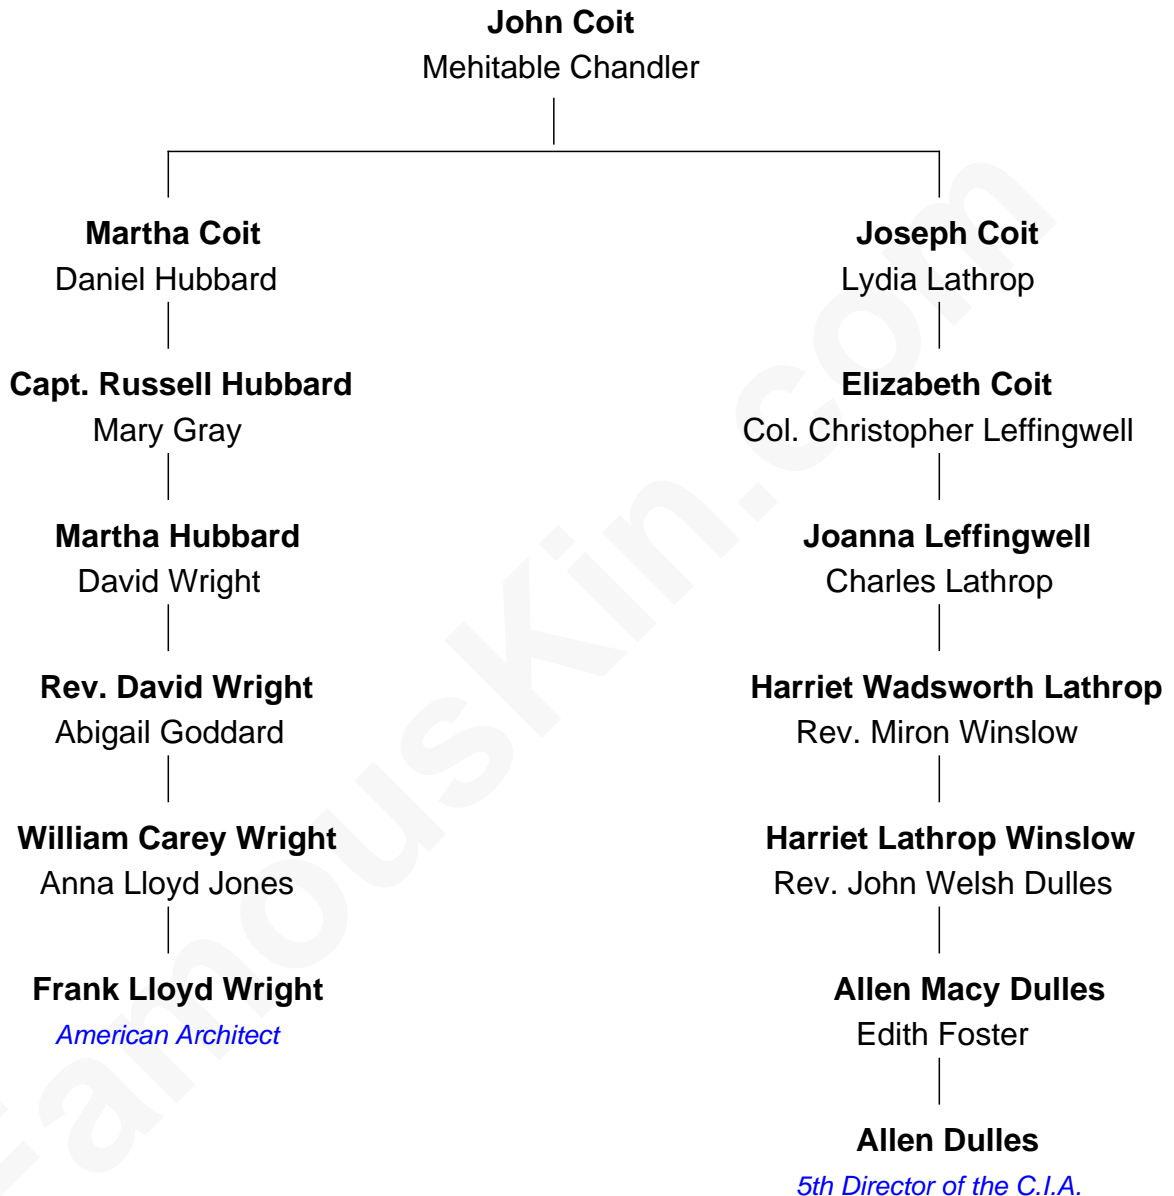 John Coit
Mehitable Chandler
Martha Coit
Daniel Hubbard
Capt. Russell Hubbard
Mary Gray
Martha Hubbard
David Wright
Rev. David Wright
Abigail Goddard
William Carey Wright
Anna Lloyd Jones
Frank Lloyd Wright
American Architect
Joseph Coit
Lydia Lathrop
Elizabeth Coit
Col. Christopher Leffingwell
Joanna Leffingwell
Charles Lathrop
Harriet Wadsworth Lathrop
Rev. Miron Winslow
Harriet Lathrop Winslow
Rev. John Welsh Dulles
Allen Macy Dulles
Edith Foster
Allen Dulles
5th Director of the C.I.A.
FamousKin.com